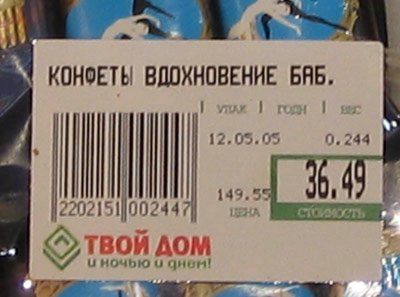 КОНФЕТЫ ВДОХНОВЕНИЕ БАБ.
УПАК ГОДН ВЕС
12.05.05 0.244
149.55 36.49
2202151 002447 ЦЕНА СТОИМОСТЬ
ТВОЙ ДОМ
и ночью и днем!